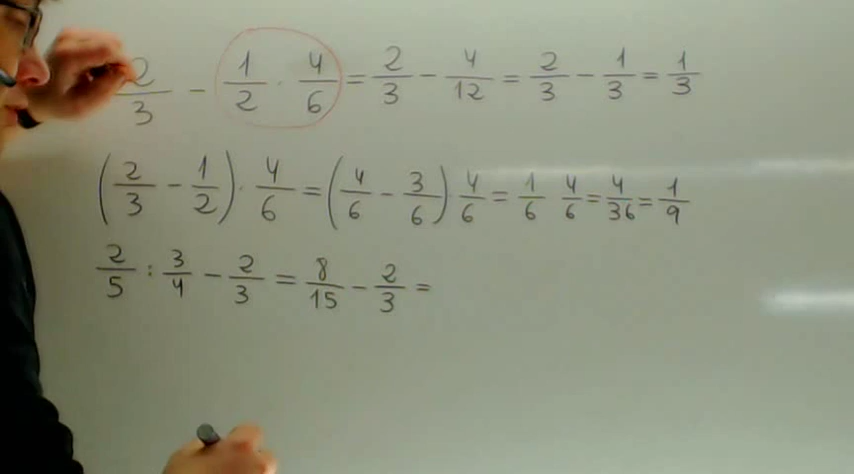 2/3 - 1/2 · 4/6 = 2/3 - 4/12 = 2/3 - 1/3 = 1/3
(2/3 - 1/2) · 4/6 = (4/6 - 3/6) 4/6 = 1/6 4/6 = 4/36 = 1/9
2/5 : 3/4 - 2/3 = 8/15 - 2/3 =